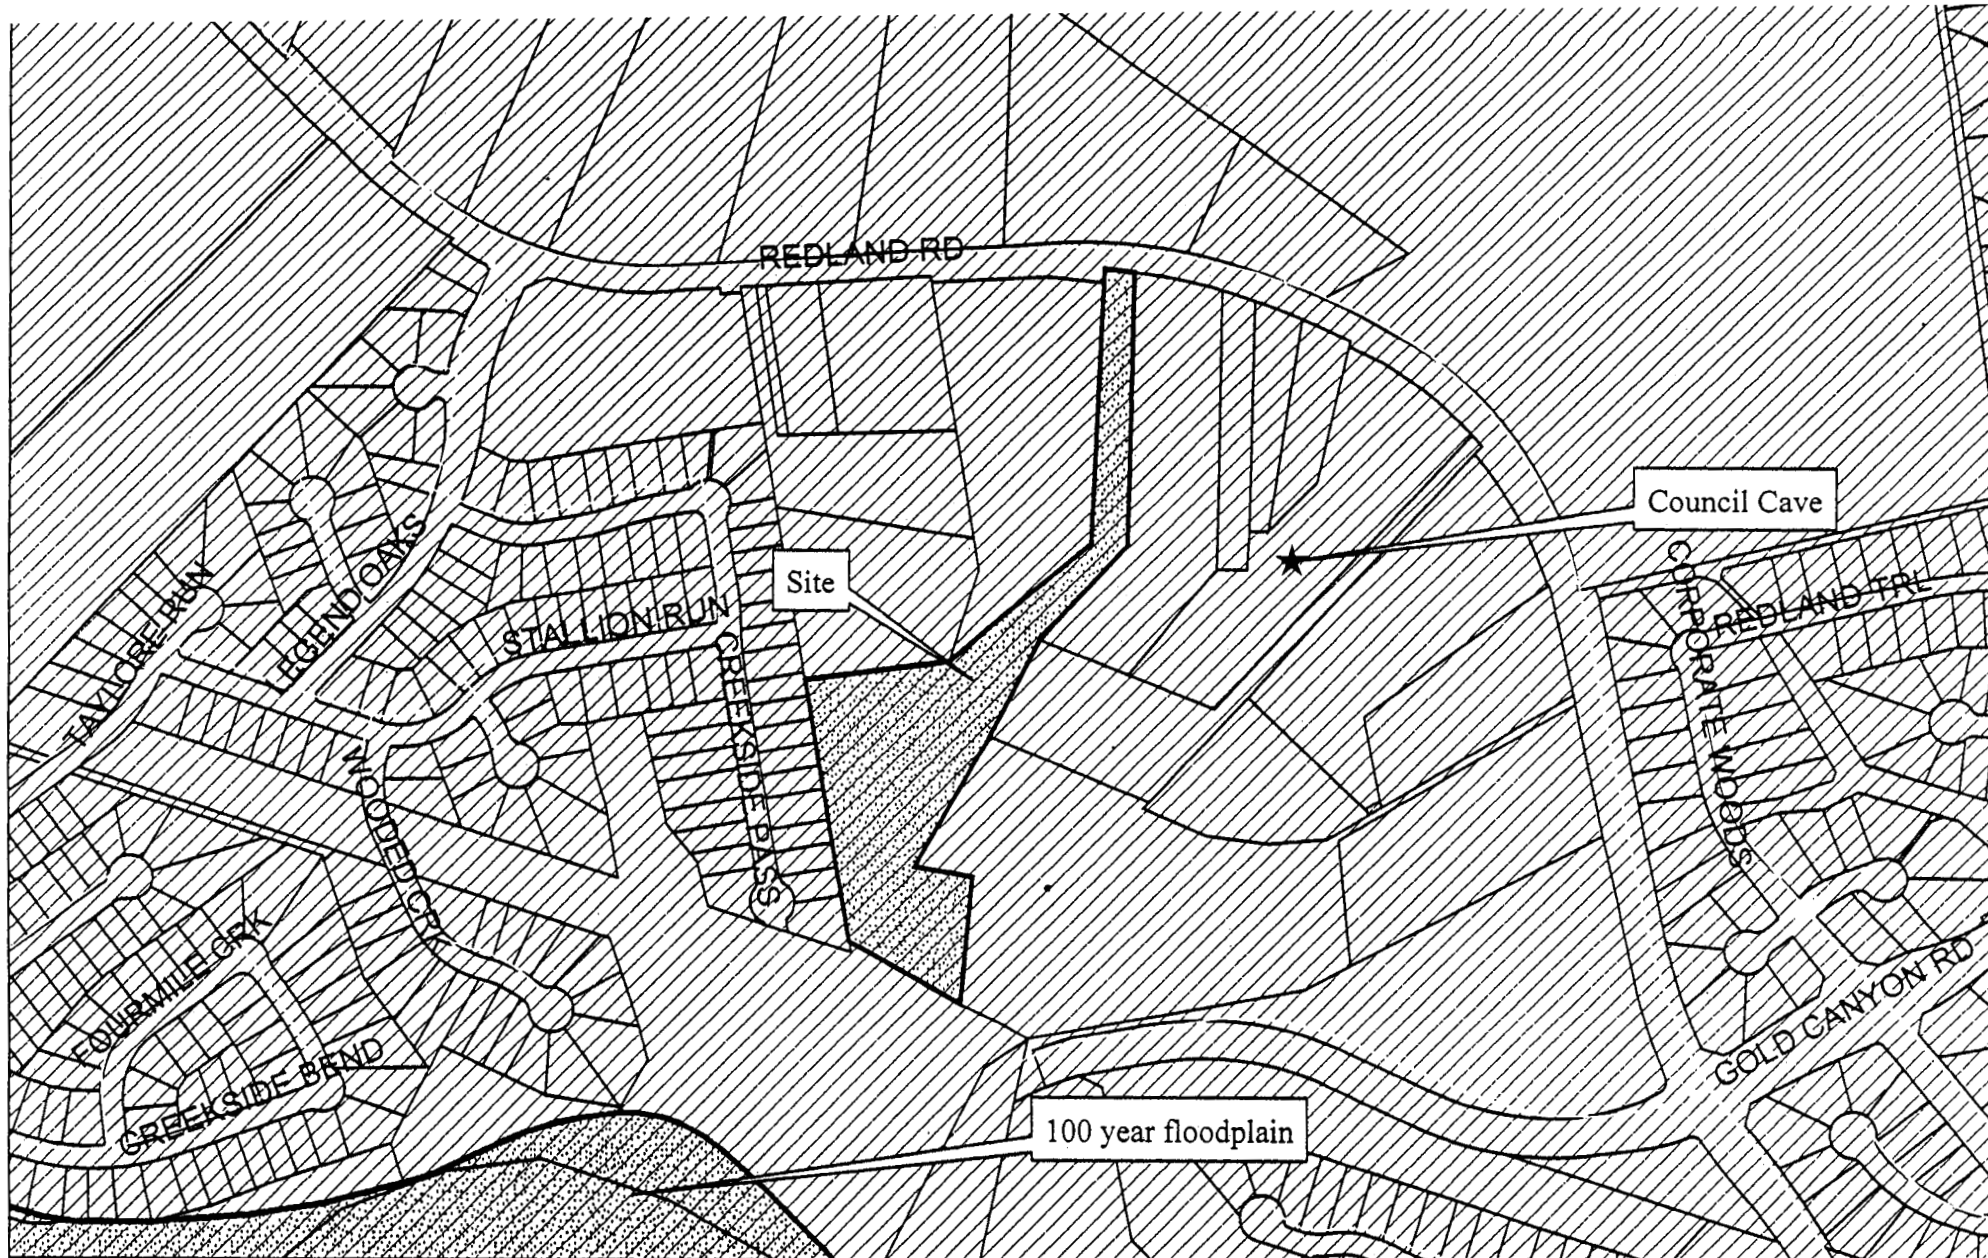 REDLAND RD
Council Cave
CORPORATE WOODS
REDLAND TRL
Site
LEGEND OAKS
TAYLORE RUN
STALLION RUN
CREEKSIDE PASS
WOODED CRK
FOURMILE CRK
CREEKSIDE BEND
GOLD CANYON RD
100 year floodplain